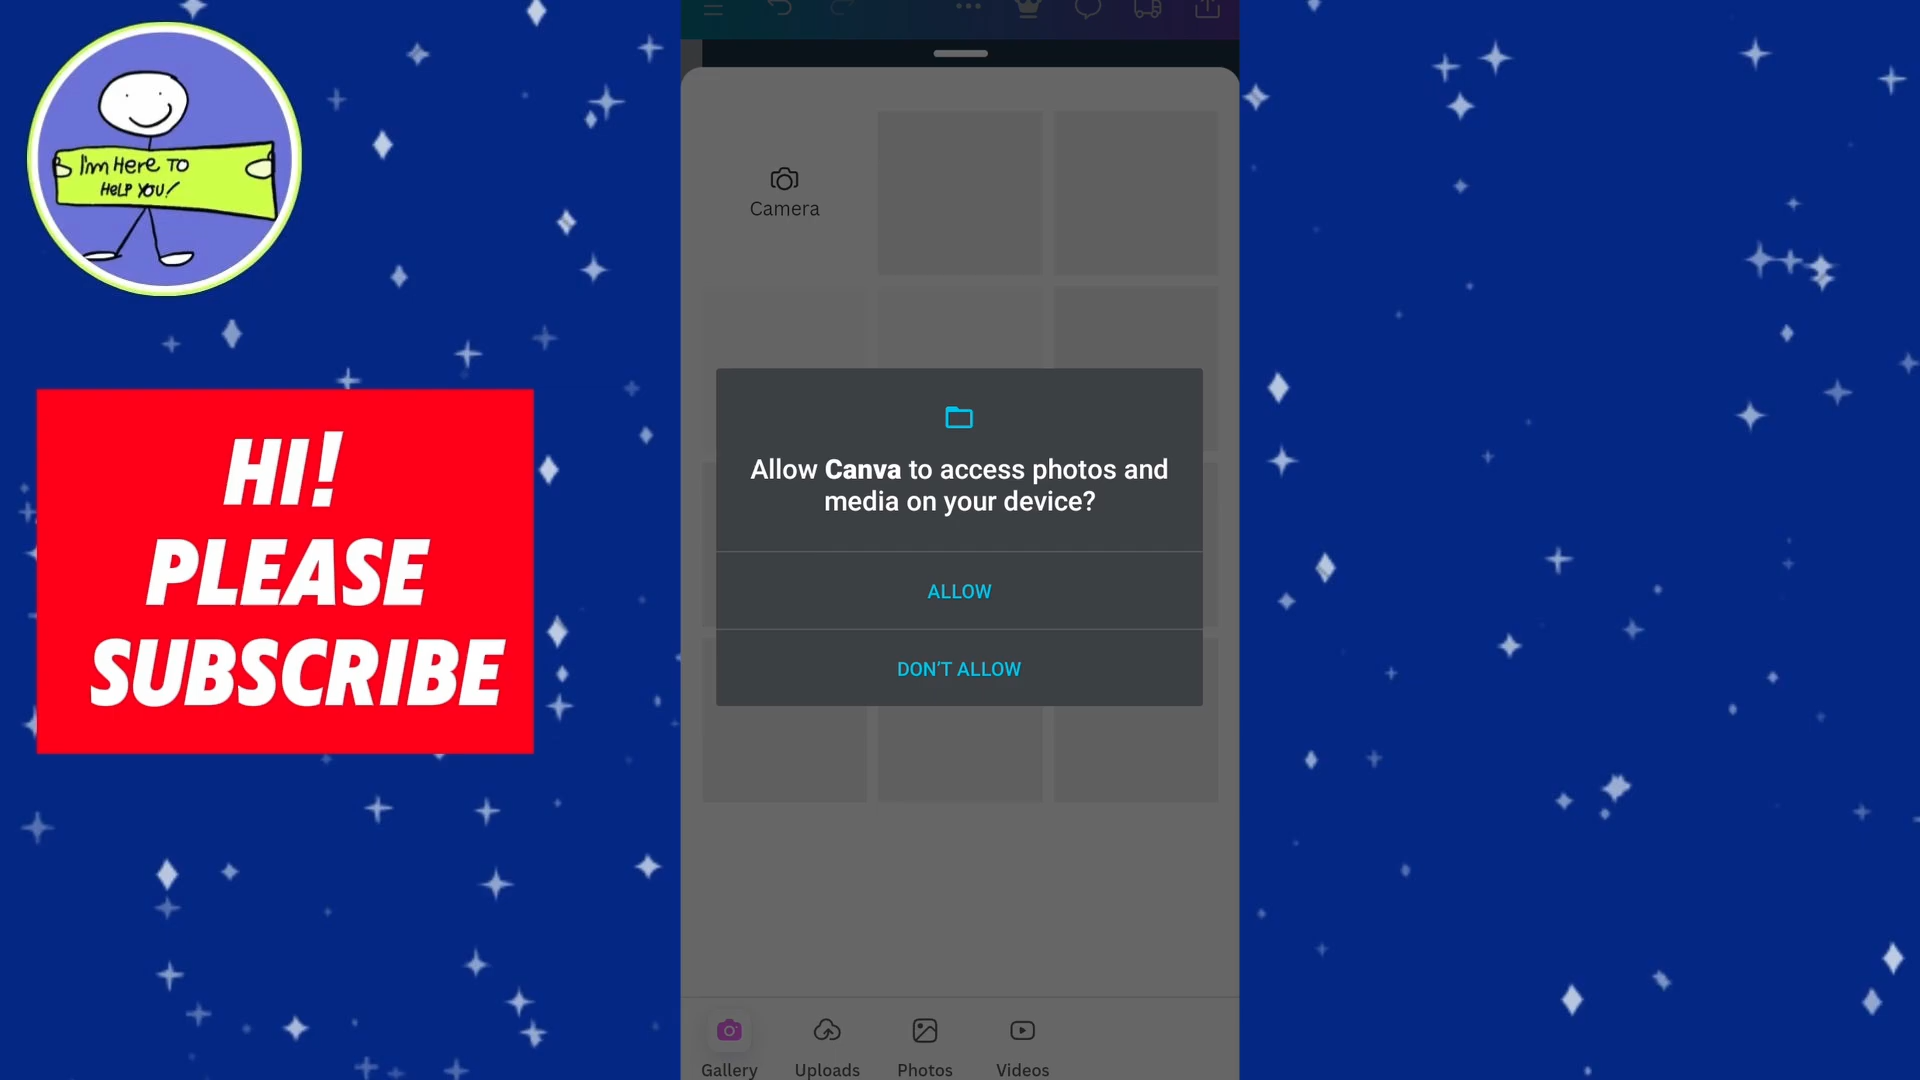 I'm Here To
HELP YOU!
HI!
PLEASE
SUBSCRIBE
Camera
Allow Canva to access photos and
media on your device?
ALLOW
DON'T ALLOW
Gallery
Uploads
Photos
Videos